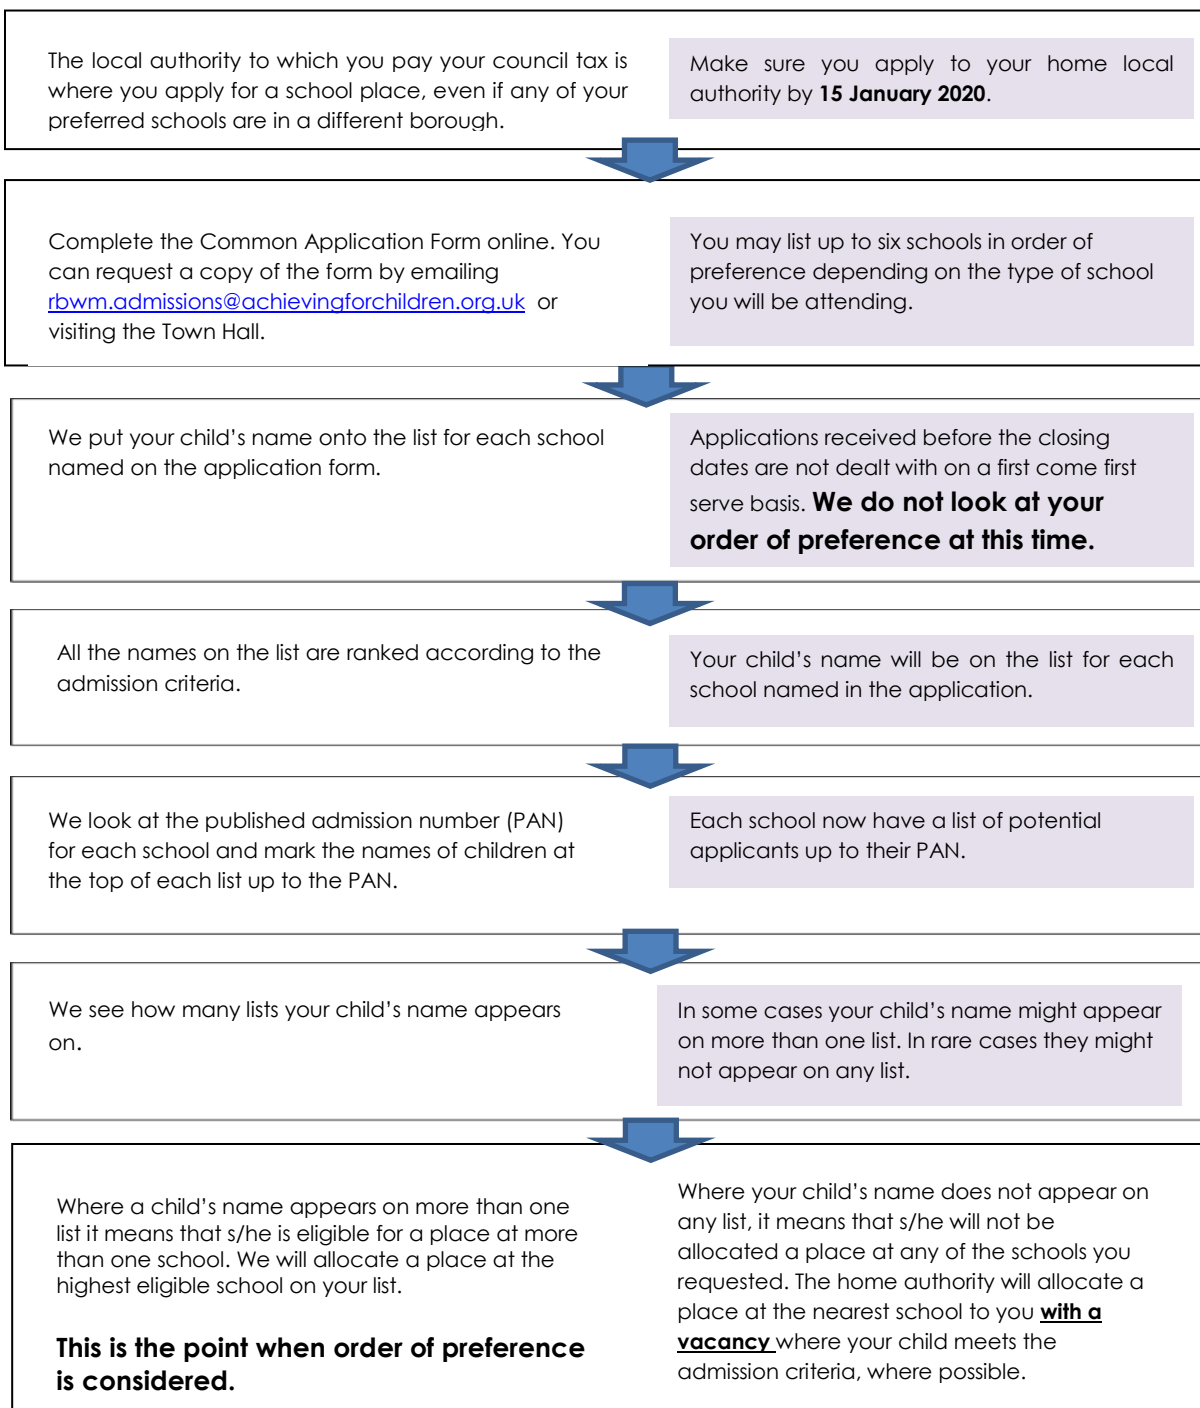 The local authority to which you pay your council tax is
where you apply for a school place, even if any of your
preferred schools are in a different borough.
Make sure you apply to your home local
authority by 15 January 2020.
Complete the Common Application Form online. You
can request a copy of the form by emailing
rbwm.admissions@achievingforchildren.org.uk or
visiting the Town Hall.
You may list up to six schools in order of
preference depending on the type of school
you will be attending.
We put your child’s name onto the list for each school
named on the application form.
Applications received before the closing
dates are not dealt with on a first come first
serve basis. We do not look at your
order of preference at this time.
All the names on the list are ranked according to the
admission criteria.
Your child’s name will be on the list for each
school named in the application.
We look at the published admission number (PAN)
for each school and mark the names of children at
the top of each list up to the PAN.
Each school now have a list of potential
applicants up to their PAN.
We see how many lists your child’s name appears
on.
In some cases your child’s name might appear
on more than one list. In rare cases they might
not appear on any list.
Where a child’s name appears on more than one
list it means that s/he is eligible for a place at more
than one school. We will allocate a place at the
highest eligible school on your list.
This is the point when order of preference
is considered.
Where your child’s name does not appear on
any list, it means that s/he will not be
allocated a place at any of the schools you
requested. The home authority will allocate a
place at the nearest school to you with a
vacancy where your child meets the
admission criteria, where possible.